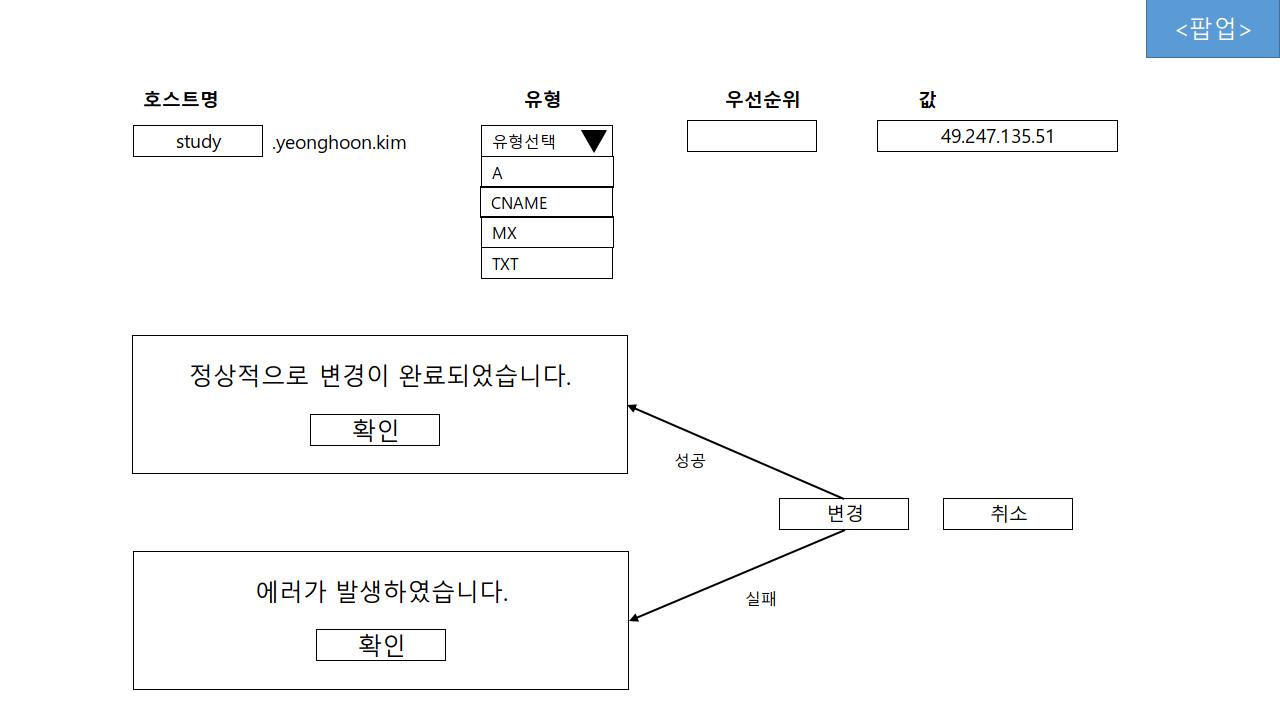 <팝업>
호스트명 유형 우선순위 값
study .yeonghoon.kim 유형선택 49.247.135.51
A
CNAME
MX
TXT
정상적으로 변경이 완료되었습니다.
확인
성공
변경 취소
에러가 발생하였습니다.
실패
확인